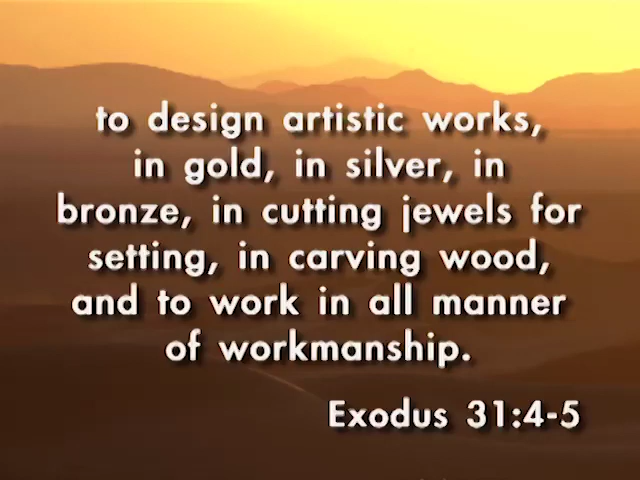 to design artistic works,
in gold, in silver, in
bronze, in cutting jewels for
setting, in carving wood,
and to work in all manner
of workmanship.
Exodus 31:4-5